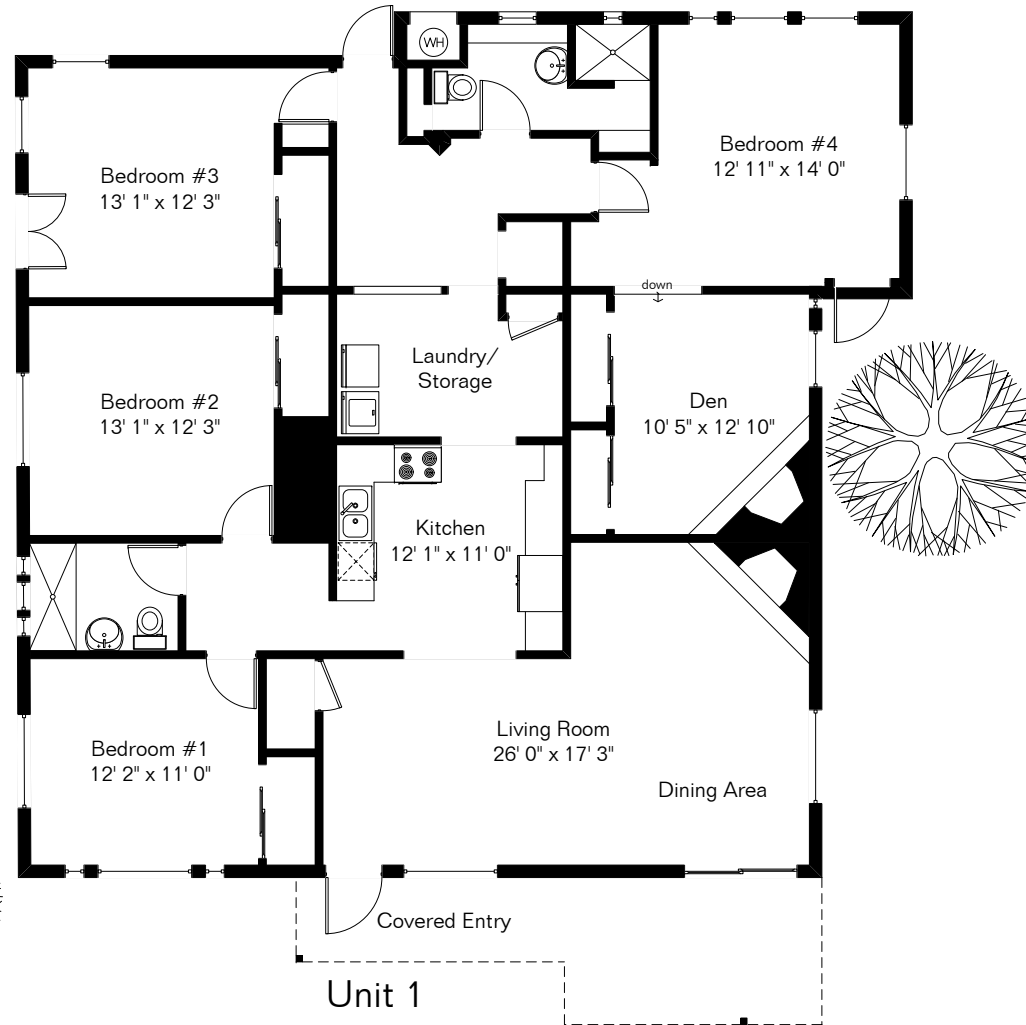 WH
Bedroom #3
13' 1" x 12' 3"
Bedroom #4
12' 11" x 14' 0"
down
Laundry/
Storage
Bedroom #2
13' 1" x 12' 3"
Den
10' 5" x 12' 10"
Kitchen
12' 1" x 11' 0"
Living Room
26' 0" x 17' 3"
Bedroom #1
12' 2" x 11' 0"
Dining Area
Covered Entry
Unit 1